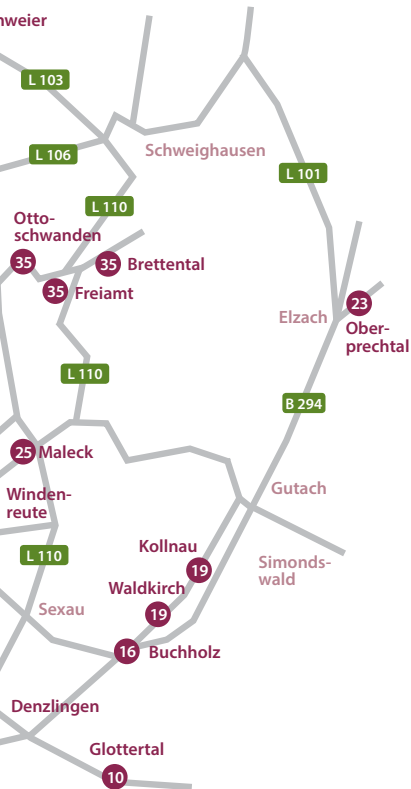 nweier
L 103
L 106
Schweighausen
L 101
L 110
Otto-
schwanden
35
35 Brettental
35 Freiamt
23
Elzach
Ober-
prechtal
L 110
B 294
25 Maleck
Winden-
reute
Gutach
L 110
Kollnau
19
Simonds-
wald
Waldkirch
19
Sexau
16 Buchholz
Denzlingen
Glottertal
10